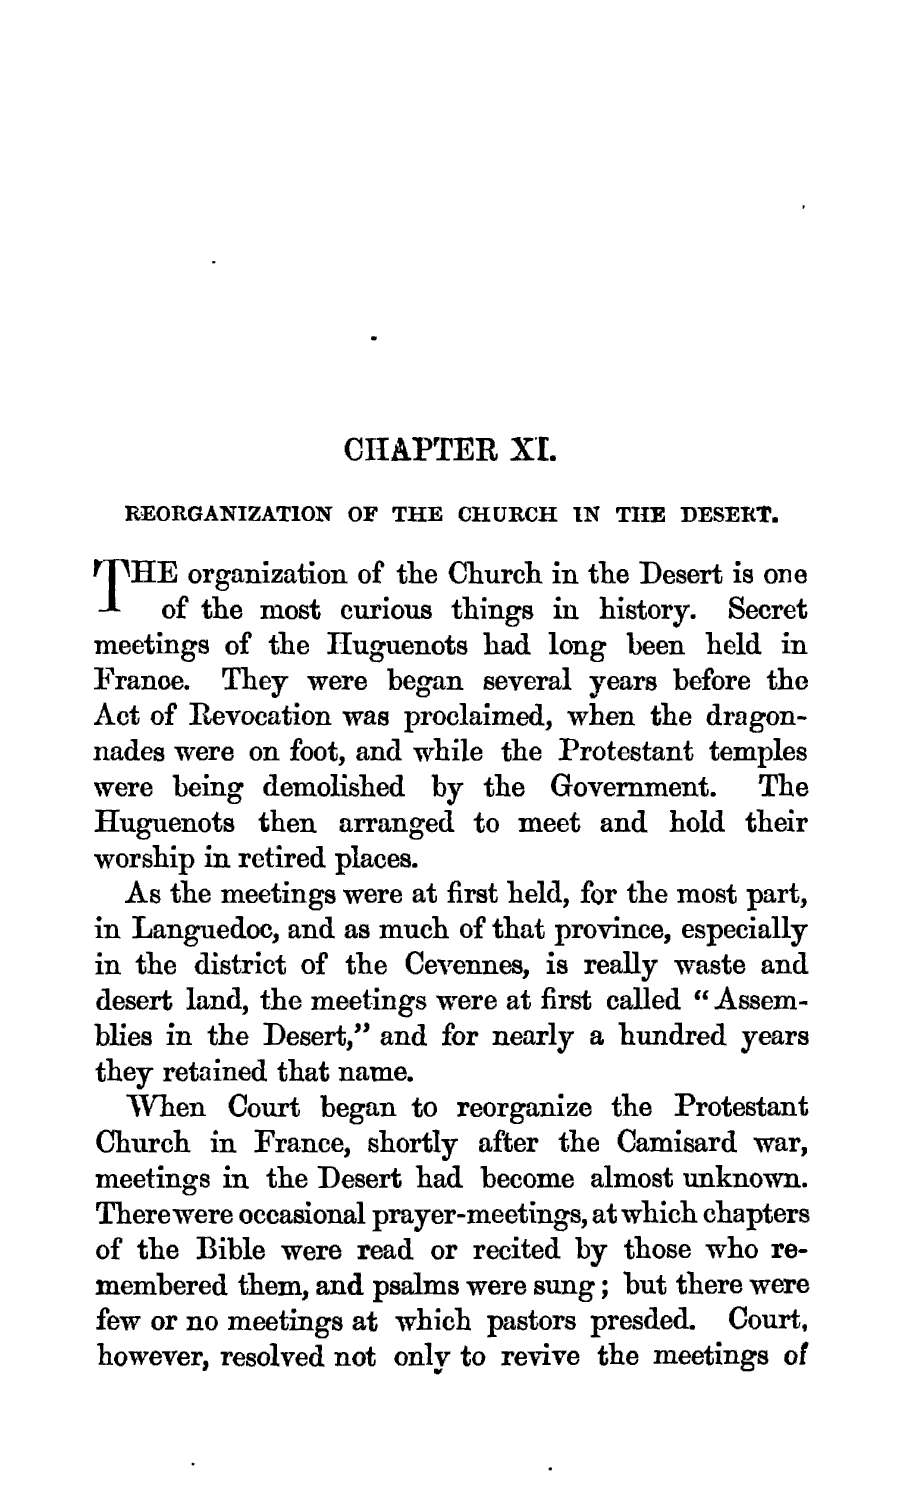 CHAPTER XI.
REORGANIZATION OF THE CHURCH IN THE DESERT.
THE organization of the Church in the Desert is one
of the most curious things in history. Secret
meetings of the Huguenots had long been held in
France. They were began several years before the
Act of Revocation was proclaimed, when the dragon-
nades were on foot, and while the Protestant temples
were being demolished by the Government. The
Huguenots then arranged to meet and hold their
worship in retired places.
As the meetings were at first held, for the most part,
in Languedoc, and as much of that province, especially
in the district of the Cevennes, is really waste and
desert land, the meetings were at first called “Assem-
blies in the Desert,” and for nearly a hundred years
they retained that name.
When Court began to reorganize the Protestant
Church in France, shortly after the Camisard war,
meetings in the Desert had become almost unknown.
There were occasional prayer-meetings, at which chapters
of the Bible were read or recited by those who re-
membered them, and psalms were sung; but there were
few or no meetings at which pastors presded. Court,
however, resolved not only to revive the meetings of